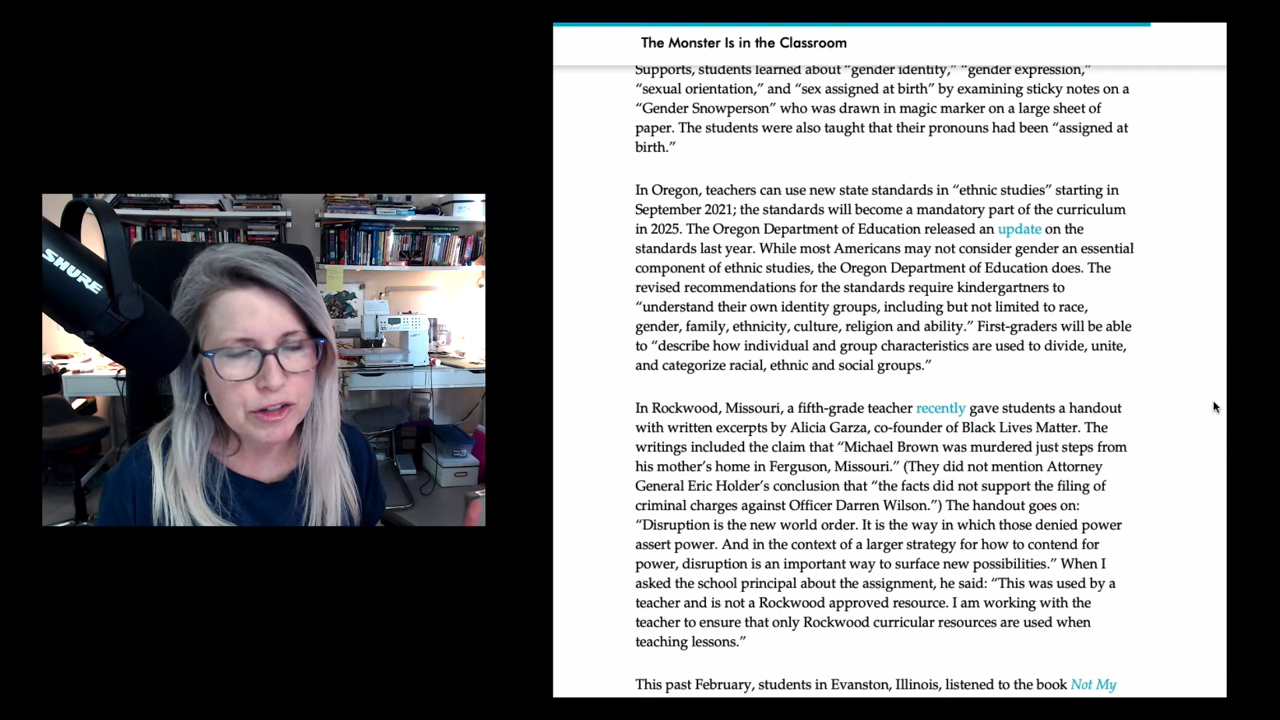 The Monster Is in the Classroom
Supports, students learned about “gender identity,” “gender expression,”
“sexual orientation,” and “sex assigned at birth” by examining sticky notes on a
“Gender Snowperson” who was drawn in magic marker on a large sheet of
paper. The students were also taught that their pronouns had been “assigned at
birth.”
In Oregon, teachers can use new state standards in “ethnic studies” starting in
September 2021; the standards will become a mandatory part of the curriculum
in 2025. The Oregon Department of Education released an update on the
standards last year. While most Americans may not consider gender an essential
component of ethnic studies, the Oregon Department of Education does. The
revised recommendations for the standards require kindergartners to
“understand their own identity groups, including but not limited to race,
gender, family, ethnicity, culture, religion and ability.” First-graders will be able
to “describe how individual and group characteristics are used to divide, unite,
and categorize racial, ethnic and social groups.”
In Rockwood, Missouri, a fifth-grade teacher recently gave students a handout
with written excerpts by Alicia Garza, co-founder of Black Lives Matter. The
writings included the claim that “Michael Brown was murdered just steps from
his mother’s home in Ferguson, Missouri.” (They did not mention Attorney
General Eric Holder’s conclusion that “the facts did not support the filing of
criminal charges against Officer Darren Wilson.”) The handout goes on:
“Disruption is the new world order. It is the way in which those denied power
assert power. And in the context of a larger strategy for how to contend for
power, disruption is an important way to surface new possibilities.” When I
asked the school principal about the assignment, he said: “This was used by a
teacher and is not a Rockwood approved resource. I am working with the
teacher to ensure that only Rockwood curricular resources are used when
teaching lessons.”
This past February, students in Evanston, Illinois, listened to the book Not My
SHURE